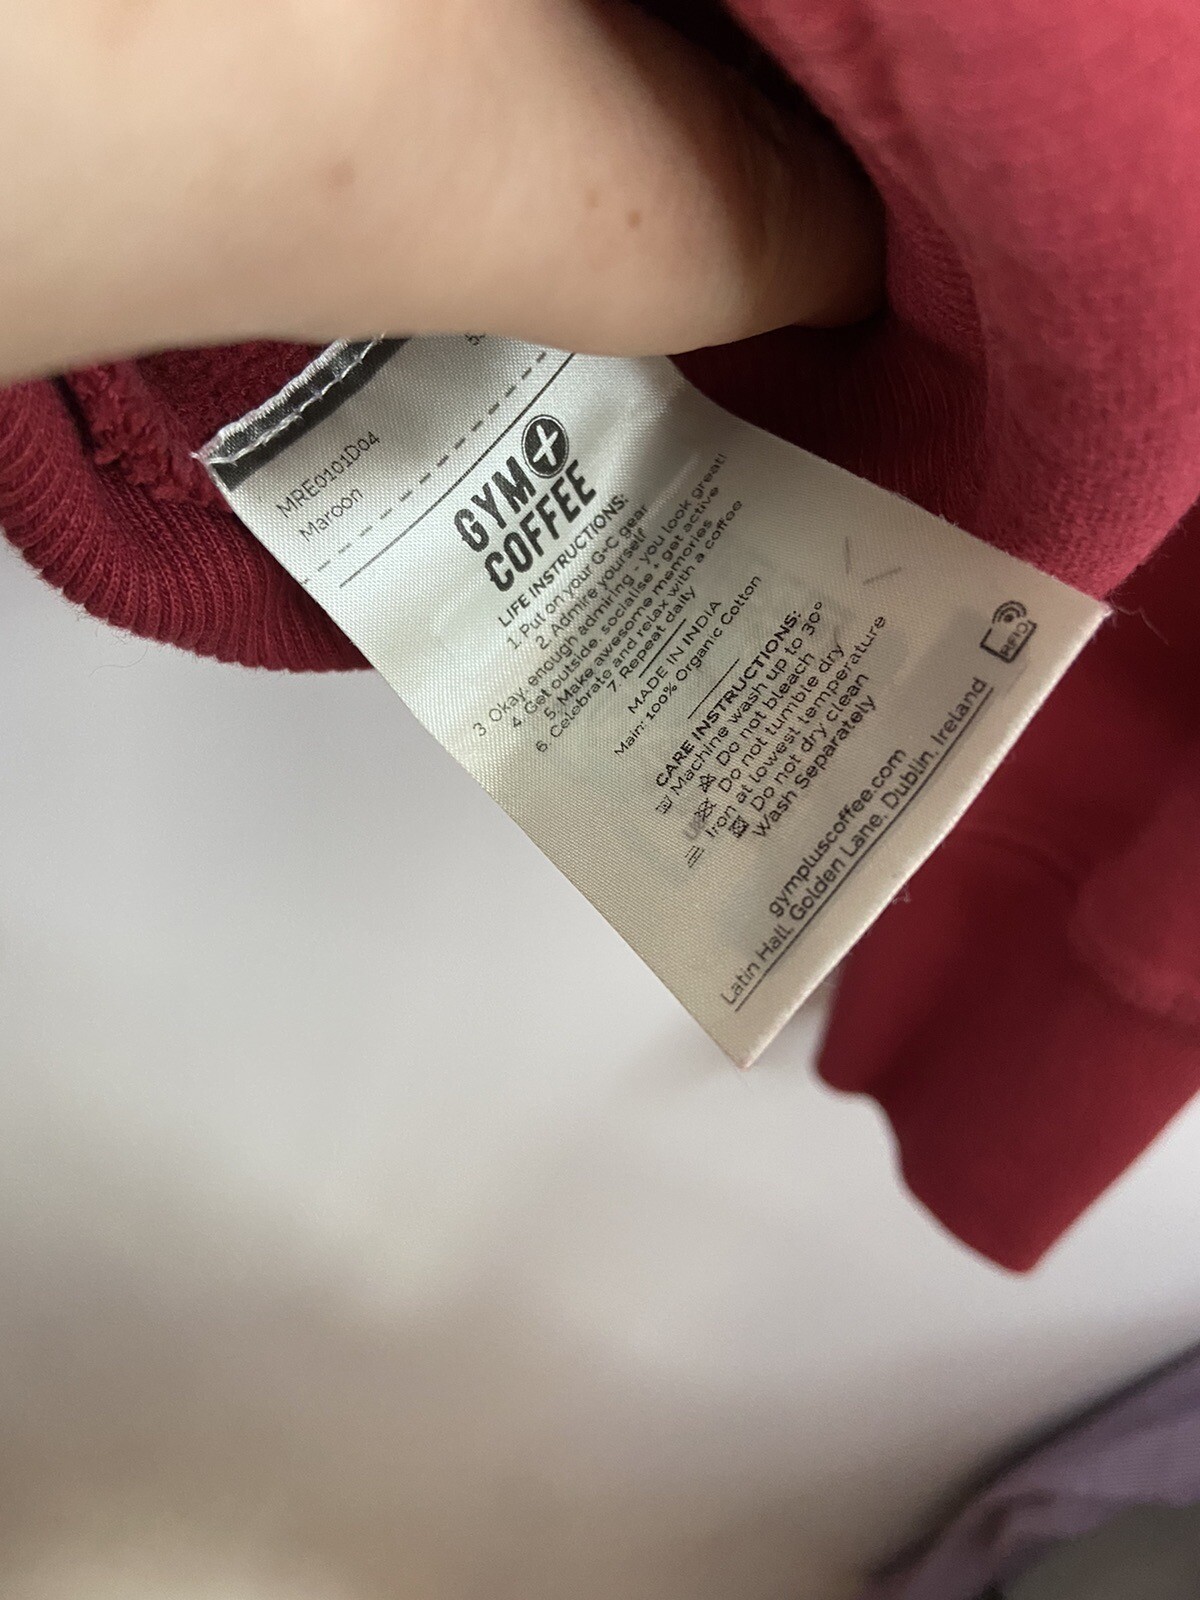 MRE0101D04
Maroon
GYM
COFFEE
LIFE INSTRUCTIONS:
1. Put on your G+C gear
2. Admire yourself
3. Okay, enough admiring - you look great!
4. Get outside, socialise + get active
5. Make awesome memories
6. Celebrate and relax with a coffee
7. Repeat daily
MADE IN INDIA
Main: 100% Organic Cotton
CARE INSTRUCTIONS:
Machine wash up to 30°
Do not bleach
Do not tumble dry
Iron at lowest temperature
Do not dry clean
Wash Separately
gympluscoffee.com
Latin Hall, Golden Lane, Dublin, Ireland
RFID